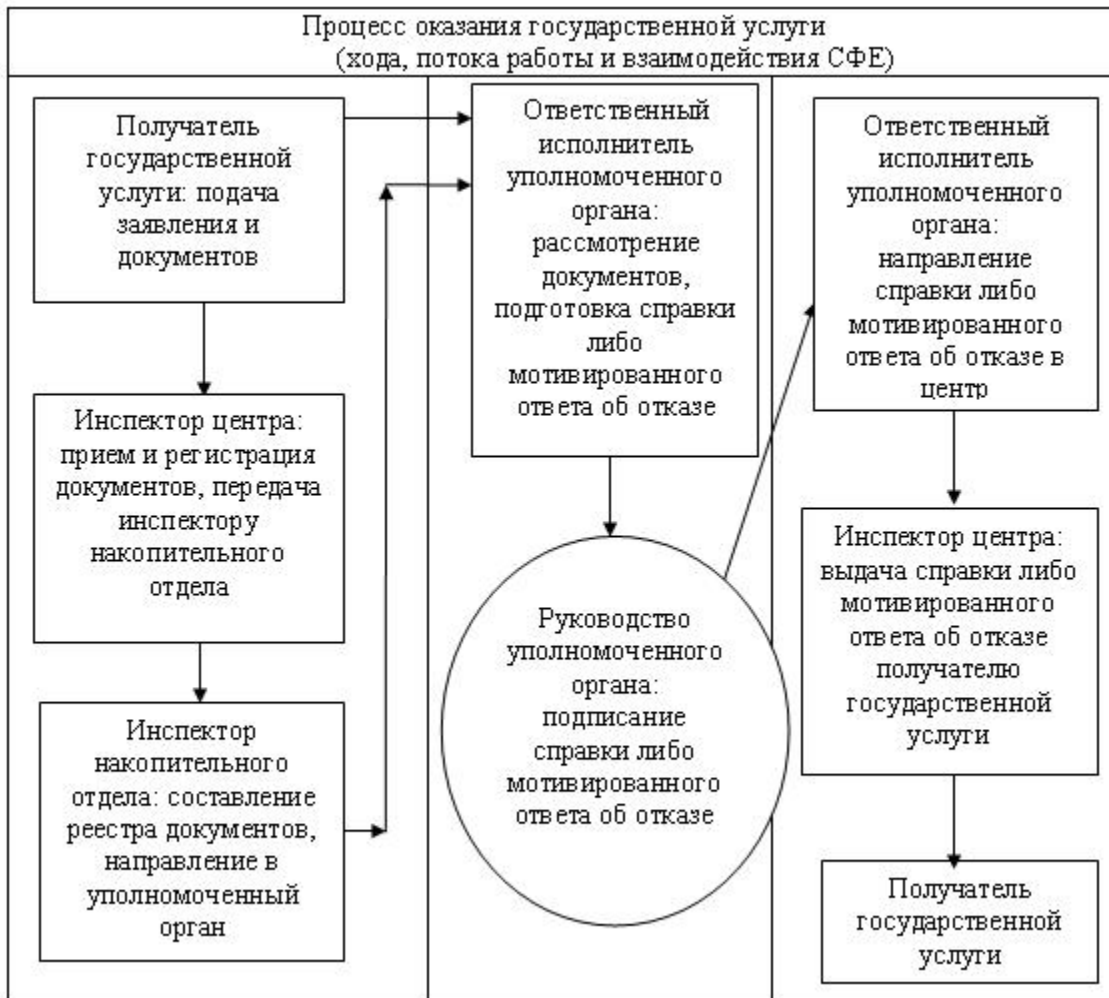 Процесс оказания государственной услуги
(хода, потока работы и взаимодействия СФЕ)
Получатель
государственной
услуги: подача
заявления и
документов
Инспектор центра:
прием и регистрация
документов, передача
инспектору
накопительного
отдела
Инспектор
накопительного
отдела: составление
реестра документов,
направление в
уполномоченный
орган
Ответственный
исполнитель
уполномоченного
органа:
рассмотрение
документов,
подготовка справки
либо
мотивированного
ответа об отказе
Руководство
уполномоченного
органа:
подписание
справки либо
мотивированного
ответа об отказе
Ответственный
исполнитель
уполномоченного
органа:
направление
справки либо
мотивированного
ответа об отказе в
центр
Инспектор центра:
выдача справки либо
мотивированного
ответа об отказе
получателю
государственной
услуги
Получатель
государственной
услуги